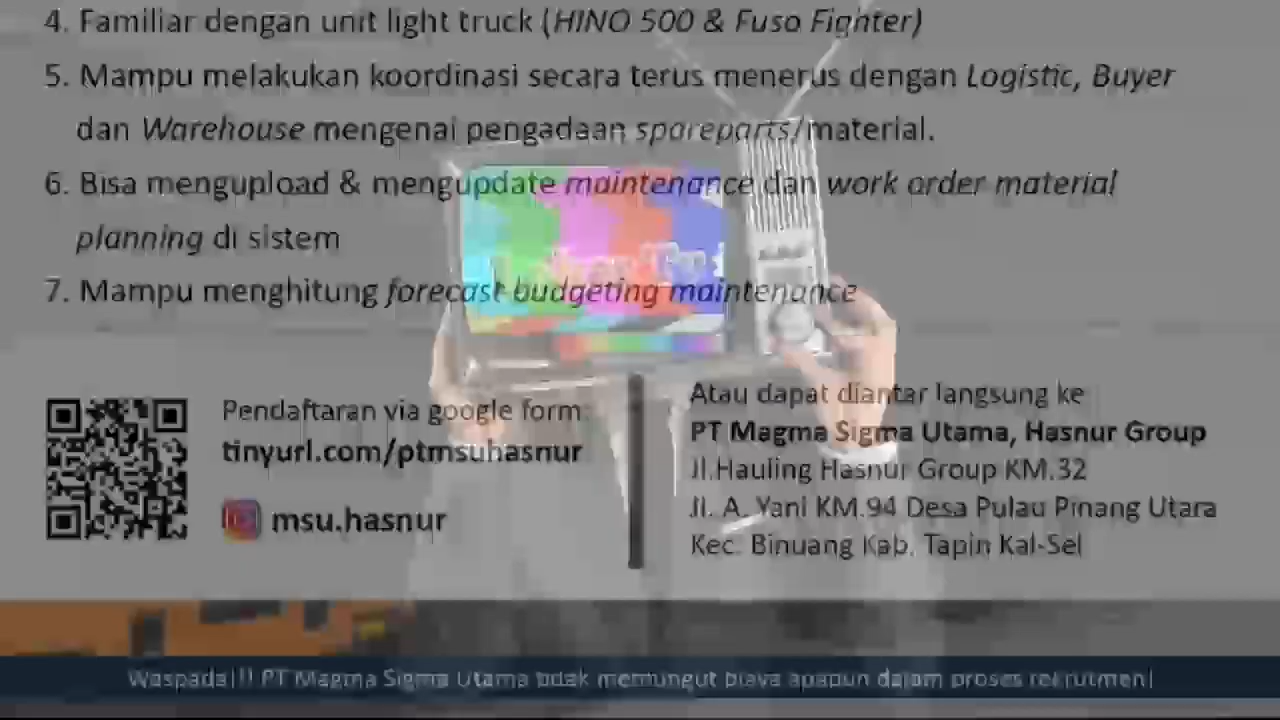 4. Familiar dengan unit light truck (HINO 500 & Fuso Fighter)
5. Mampu melakukan koordinasi secara terus menerus dengan Logistic, Buyer
dan Warehouse mengenai pengadaan spareparts/material.
6. Bisa mengupload & mengupdate maintenance dan work order material
planning di sistem
7. Mampu menghitung forecast budgeting maintenance
Pendaftaran via google form:
tinyurl.com/ptmsuhasnur
msu.hasnur
Atau dapat diantar langsung ke
PT Magma Sigma Utama, Hasnur Group
Jl.Hauling Hasnur Group KM.32
Jl. A. Yani KM.94 Desa Pulau Pinang Utara
Kec. Binuang Kab. Tapin Kal-Sel
Waspada!!! PT Magma Sigma Utama tidak memungut biaya apapun dalam proses rekrutmen!